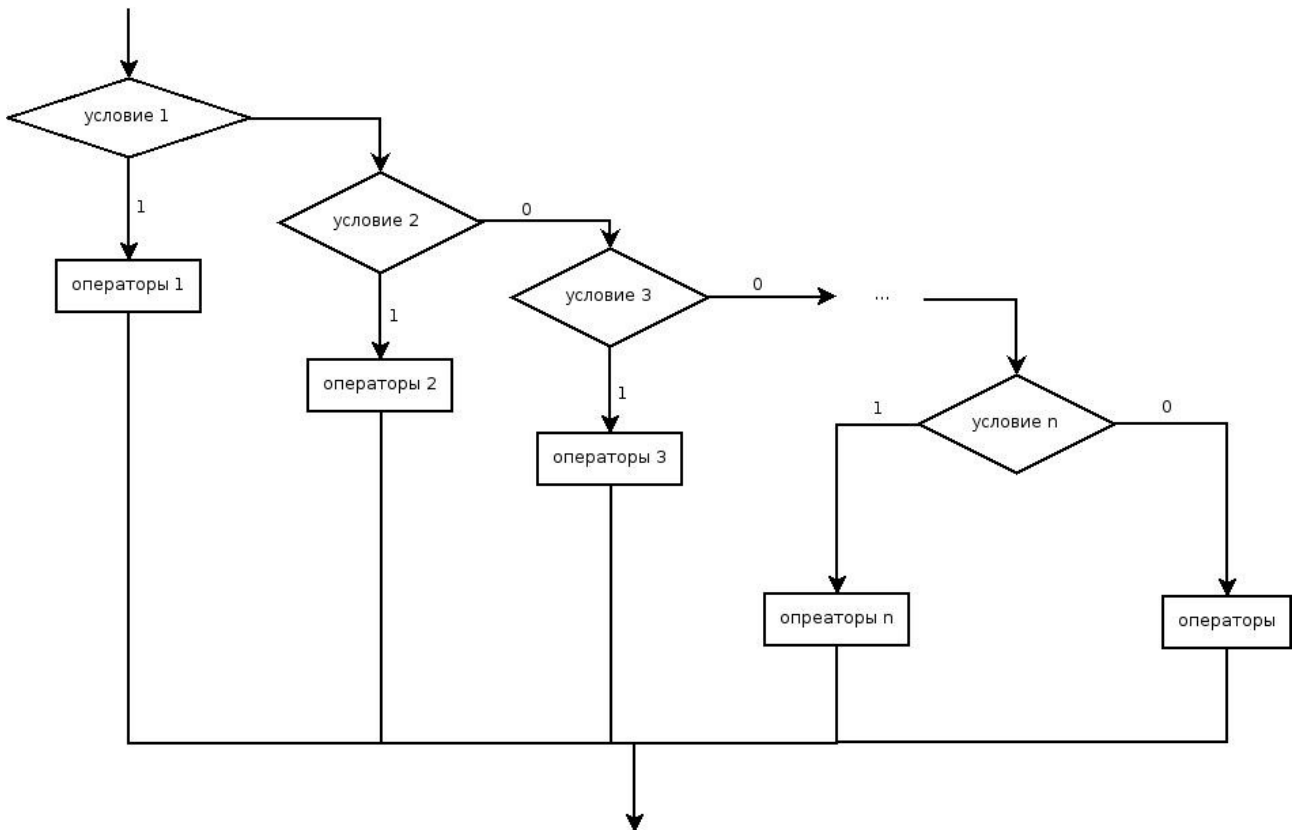 условие 1
1
операторы 1
условие 2
0
1
операторы 2
условие 3
0
...
1
операторы 3
условие n
1
0
опреаторы n
операторы